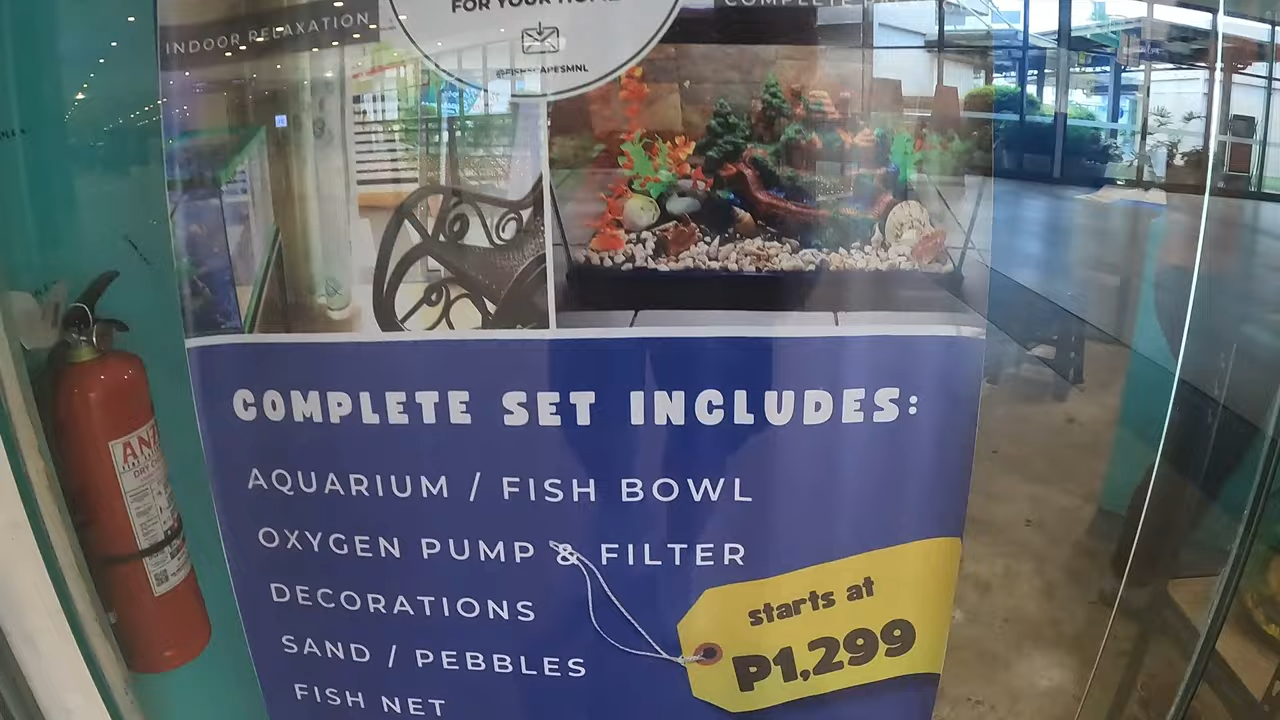 FOR YOUR HOME
INDOOR RELAXATION
COMPLETE
@FISHSCAPESMNL
COMPLETE SET INCLUDES:
AQUARIUM / FISH BOWL
OXYGEN PUMP & FILTER
DECORATIONS
SAND / PEBBLES
FISH NET
starts at
P1,299